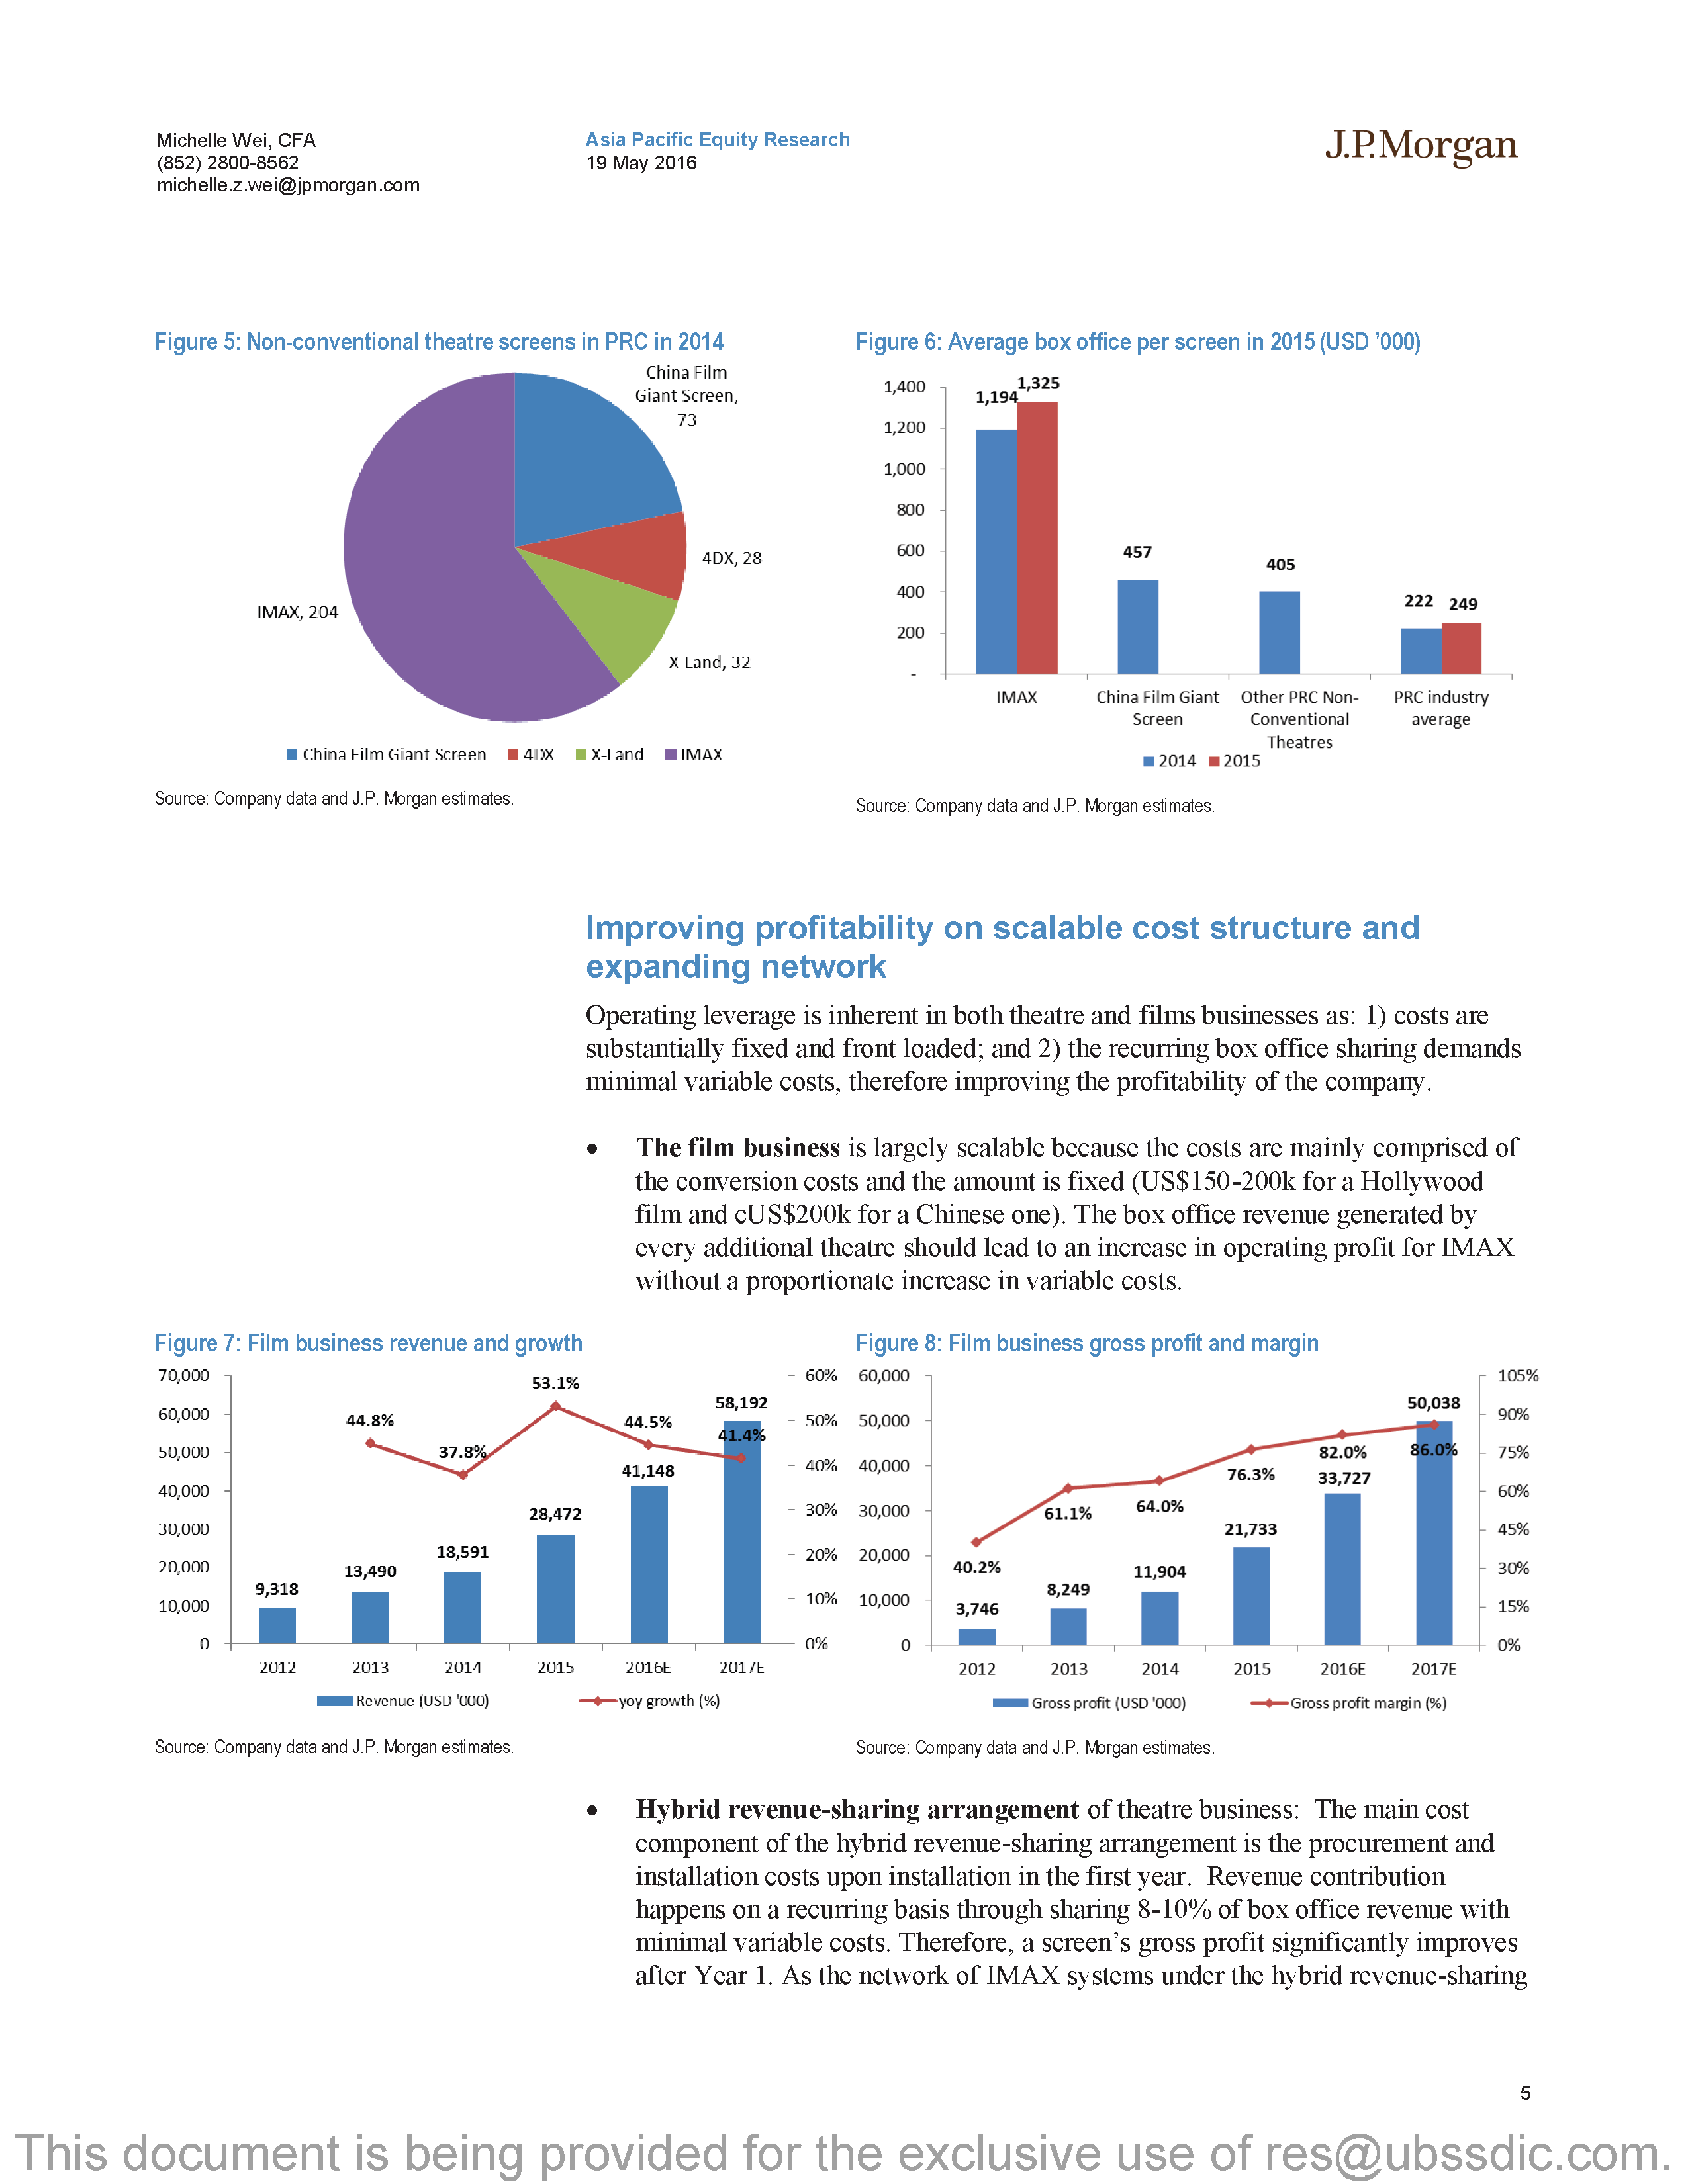 Michelle Wei, CFA
(852) 2800-8562
michelle.z.wei@jpmorgan.com
Asia Pacific Equity Research
19 May 2016
J.P.Morgan
Figure 5: Non-conventional theatre screens in PRC in 2014
China Film
Giant Screen,
73
4DX, 28
IMAX, 204
X-Land, 32
China Film Giant Screen 4DX X-Land IMAX
Source: Company data and J.P. Morgan estimates.
Figure 6: Average box office per screen in 2015 (USD ’000)
1,400
1,200
1,000
800
600
400
200
-
1,194
1,325
457
405
222 249
IMAX
China Film Giant
Screen
Other PRC Non-
Conventional
Theatres
PRC industry
average
2014 2015
Source: Company data and J.P. Morgan estimates.
Improving profitability on scalable cost structure and
expanding network
Operating leverage is inherent in both theatre and films businesses as: 1) costs are
substantially fixed and front loaded; and 2) the recurring box office sharing demands
minimal variable costs, therefore improving the profitability of the company.
• The film business is largely scalable because the costs are mainly comprised of
the conversion costs and the amount is fixed (US$150-200k for a Hollywood
film and cUS$200k for a Chinese one). The box office revenue generated by
every additional theatre should lead to an increase in operating profit for IMAX
without a proportionate increase in variable costs.
Figure 7: Film business revenue and growth
70,000
60,000
50,000
40,000
30,000
20,000
10,000
0
60%
50%
40%
30%
20%
10%
0%
44.8%
37.8%
53.1%
44.5%
41.4%
9,318
13,490
18,591
28,472
41,148
58,192
2012 2013 2014 2015 2016E 2017E
Revenue (USD '000) yoy growth (%)
Source: Company data and J.P. Morgan estimates.
Figure 8: Film business gross profit and margin
60,000
50,000
40,000
30,000
20,000
10,000
0
105%
90%
75%
60%
45%
30%
15%
0%
40.2%
61.1%
64.0%
76.3%
82.0%
86.0%
3,746
8,249
11,904
21,733
33,727
50,038
2012 2013 2014 2015 2016E 2017E
Gross profit (USD '000) Gross profit margin (%)
Source: Company data and J.P. Morgan estimates.
• Hybrid revenue-sharing arrangement of theatre business: The main cost
component of the hybrid revenue-sharing arrangement is the procurement and
installation costs upon installation in the first year. Revenue contribution
happens on a recurring basis through sharing 8-10% of box office revenue with
minimal variable costs. Therefore, a screen’s gross profit significantly improves
after Year 1. As the network of IMAX systems under the hybrid revenue-sharing
5
This document is being provided for the exclusive use of res@ubssdic.com.